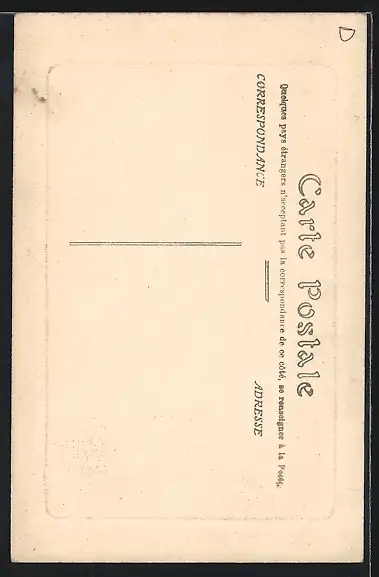 D
Carte Postale
Quelques pays étrangers n'acceptant pas la correspondance de ce côté, se renseigner à la Poste.
CORRESPONDANCE
ADRESSE